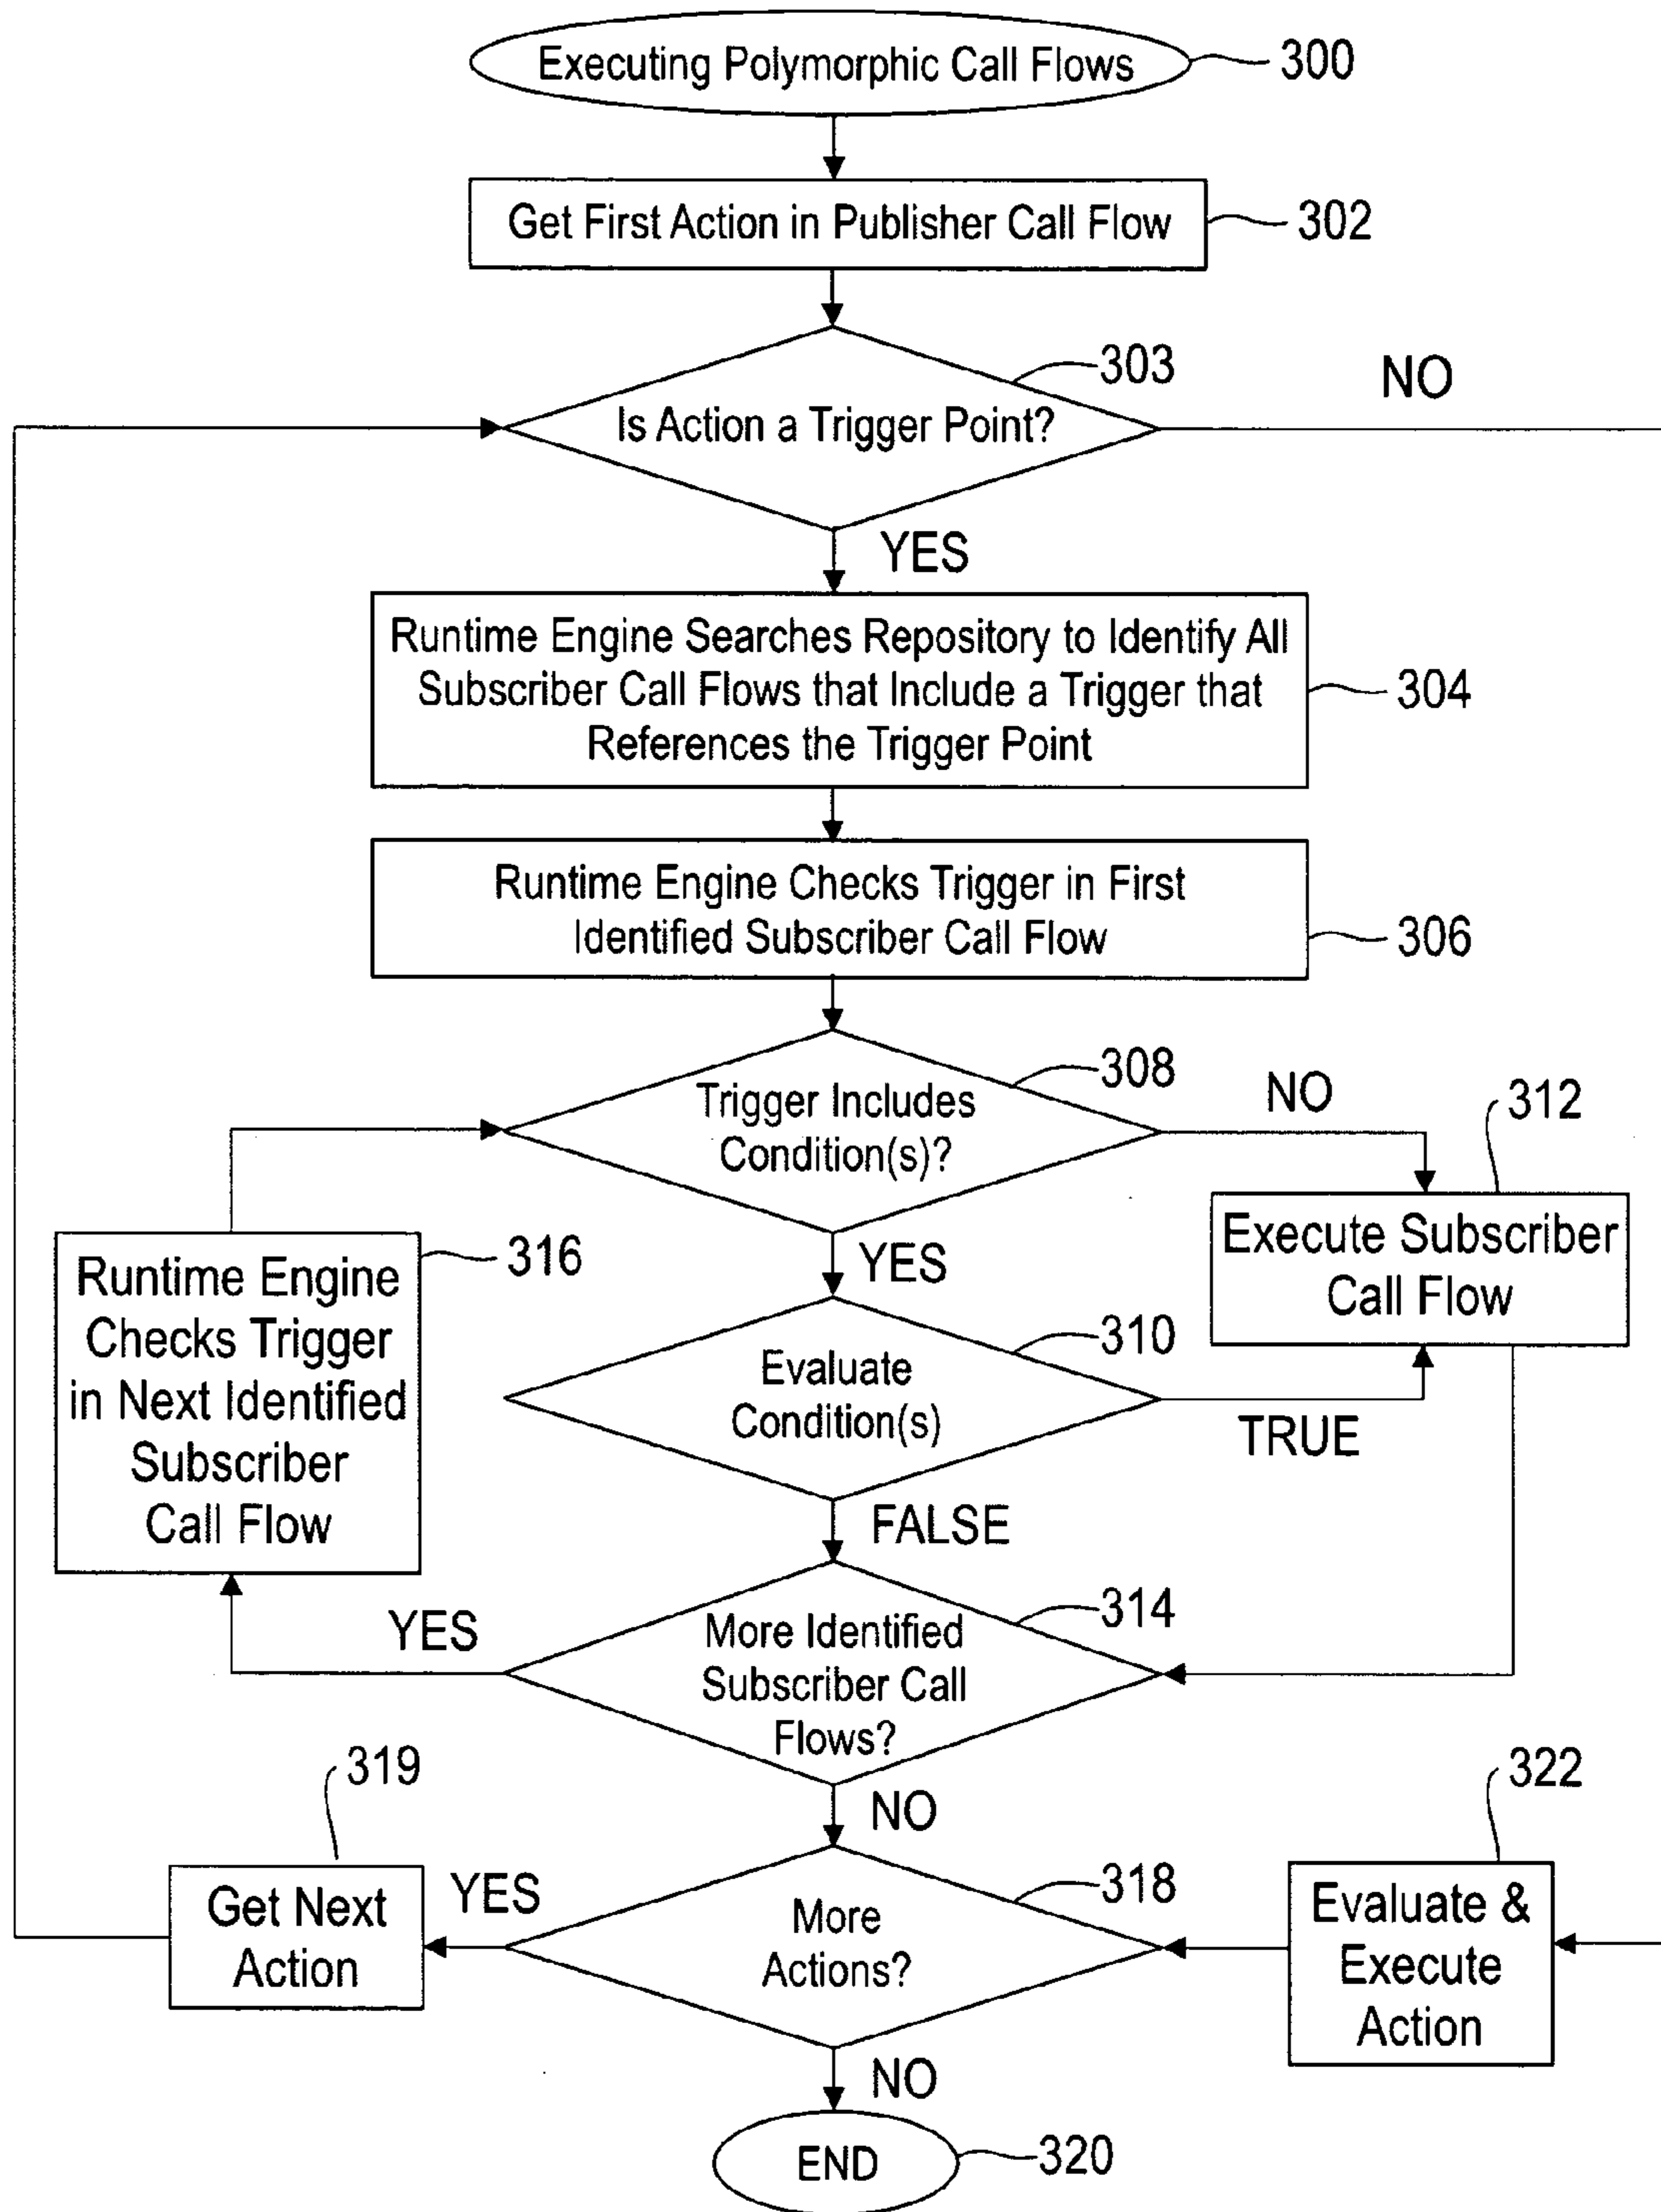 Executing Polymorphic Call Flows
300
Get First Action in Publisher Call Flow
302
303
NO
Is Action a Trigger Point?
YES
Runtime Engine Searches Repository to Identify All
Subscriber Call Flows that Include a Trigger that
References the Trigger Point
304
Runtime Engine Checks Trigger in First
Identified Subscriber Call Flow
306
308
NO
312
Trigger Includes
Condition(s)?
Execute Subscriber
Call Flow
316
Runtime Engine
Checks Trigger
in Next Identified
Subscriber
Call Flow
YES
310
Evaluate
Condition(s)
TRUE
FALSE
314
YES
More Identified
Subscriber Call
Flows?
319
322
NO
318
YES
Get Next
Action
More
Actions?
Evaluate &
Execute
Action
NO
END
320